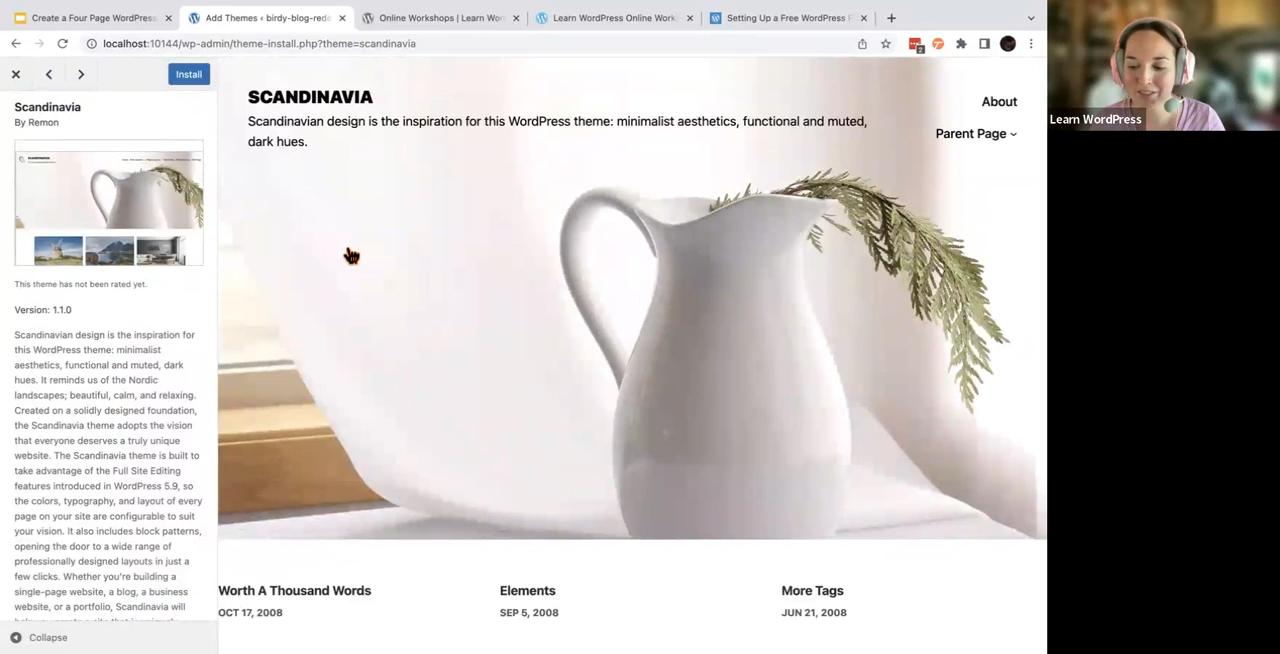 Create a Four Page WordPress
Add Themes ‹ birdy-blog-rede
Online Workshops | Learn Wor
Learn WordPress Online Work
Setting Up a Free WordPress
localhost:10144/wp-admin/theme-install.php?theme=scandinavia
2
Install
Scandinavia
By Remon
SCANDINAVIA
This theme has not been rated yet.
Version: 1.1.0
Scandinavian design is the inspiration for
this WordPress theme: minimalist
aesthetics, functional and muted, dark
hues. It reminds us of the Nordic
landscapes; beautiful, calm, and relaxing.
Created on a solidly designed foundation,
the Scandinavia theme adopts the vision
that everyone deserves a truly unique
website. The Scandinavia theme is built to
take advantage of the Full Site Editing
features introduced in WordPress 5.9, so
the colors, typography, and layout of every
page on your site are configurable to suit
your vision. It also includes block patterns,
opening the door to a wide range of
professionally designed layouts in just a
few clicks. Whether you're building a
single-page website, a blog, a business
website, or a portfolio, Scandinavia will
Collapse
SCANDINAVIA
Scandinavian design is the inspiration for this WordPress theme: minimalist aesthetics, functional and muted,
dark hues.
About
Parent Page
Worth A Thousand Words
OCT 17, 2008
Elements
SEP 5, 2008
More Tags
JUN 21, 2008
Learn WordPress